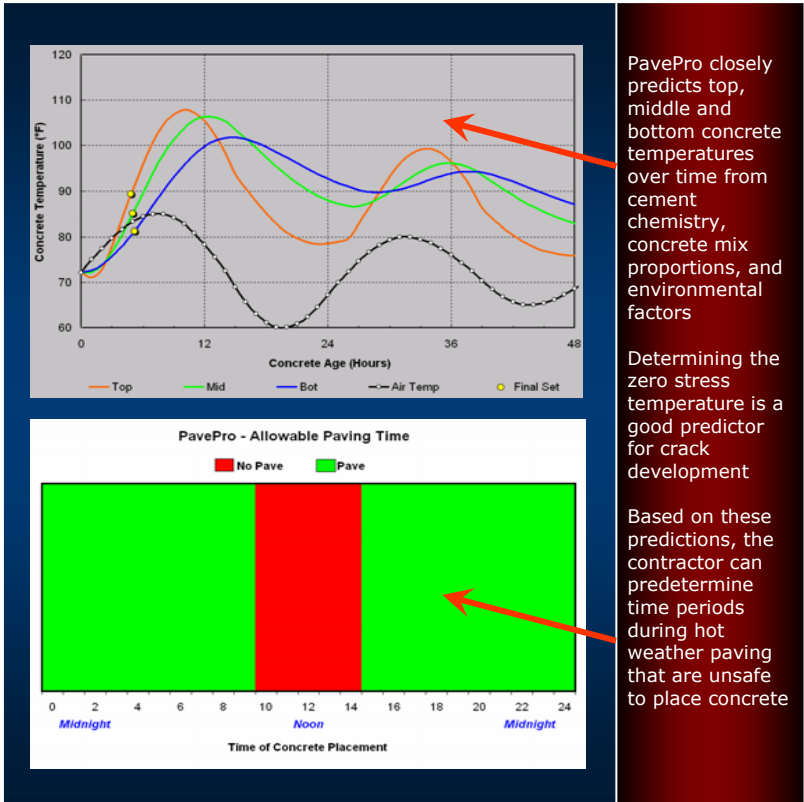 120
110
100
90
80
70
60
Concrete Temperature (°F)
0 12 24 36 48
Concrete Age (Hours)
Top Mid Bot Air Temp Final Set
PavePro - Allowable Paving Time
No Pave Pave
0 2 4 6 8 10 12 14 16 18 20 22 24
Midnight Noon Midnight
Time of Concrete Placement
PavePro closely
predicts top,
middle and
bottom concrete
temperatures
over time from
cement
chemistry,
concrete mix
proportions, and
environmental
factors
Determining the
zero stress
temperature is a
good predictor
for crack
development
Based on these
predictions, the
contractor can
predetermine
time periods
during hot
weather paving
that are unsafe
to place concrete